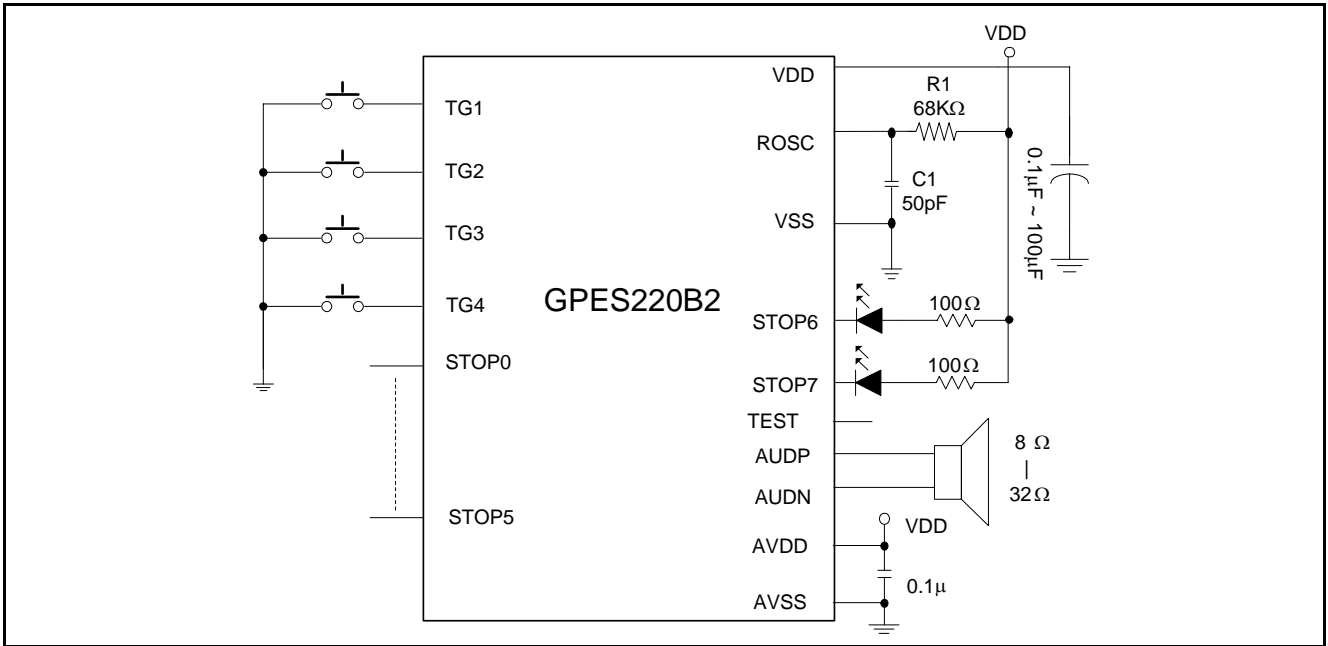 VDD
VDD
R1
68KΩ
TG1
ROSC
0.1μF ~ 100μF
TG2
C1
50pF
VSS
TG3
GPES220B2
TG4
100Ω
STOP6
STOP0
100Ω
STOP7
TEST
AUDP
8 Ω
|
32Ω
AUDN
STOP5
VDD
AVDD
0.1μ
AVSS